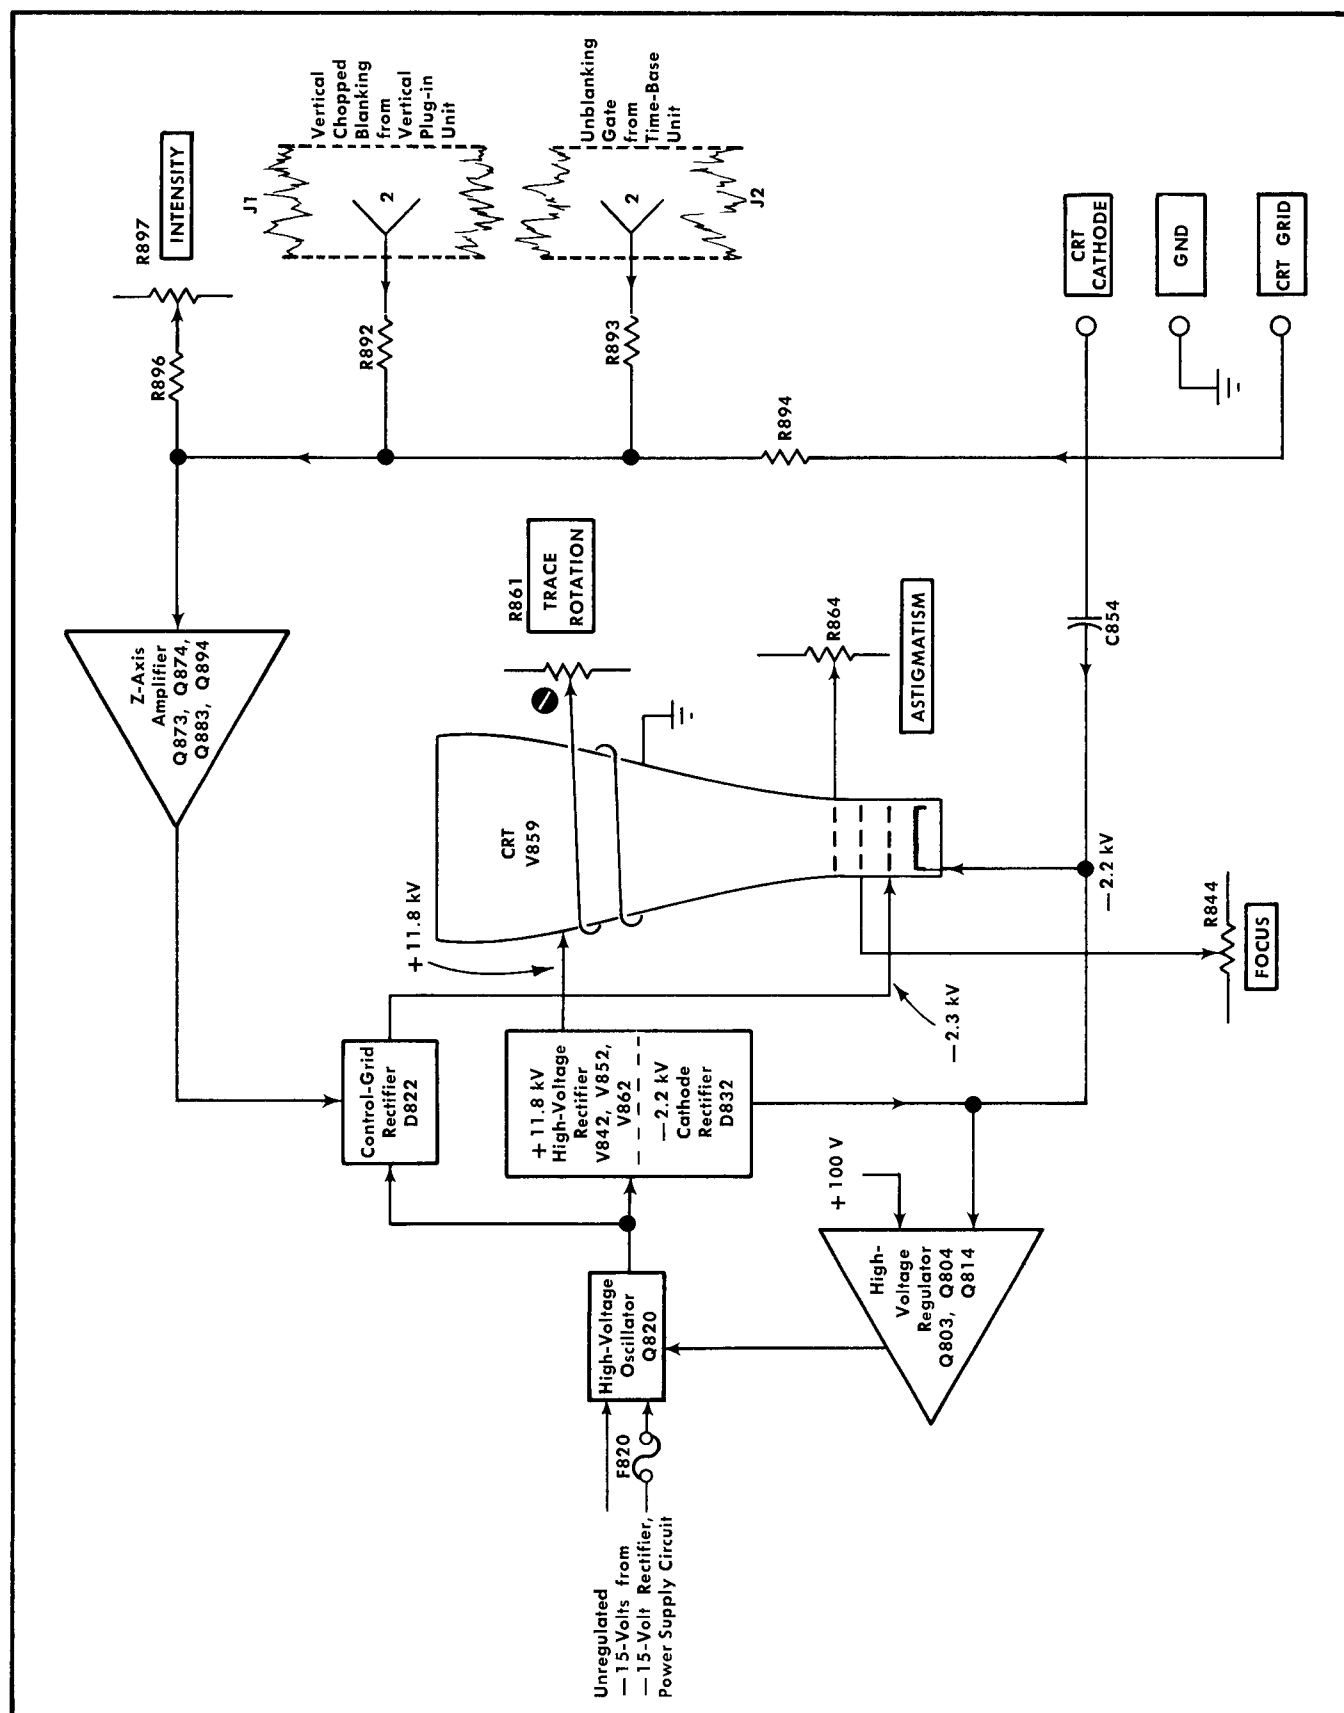 R897
INTENSITY
R896
J1
Vertical
Chopped
Blanking
from
Vertical
Plug-in
Unit
2
R892
Unblanking
Gate
from
Time-Base
Unit
2
J2
R893
R894
CRT
CATHODE
GND
CRT GRID
Z-Axis
Amplifier
Q873, Q874,
Q883, Q894
R861
TRACE
ROTATION
R864
ASTIGMATISM
C854
CRT
V859
+11.8 kV
−2.2 kV
R844
FOCUS
−2.3 kV
Control-Grid
Rectifier
D822
+11.8 kV
High-Voltage
Rectifier
V842, V852,
V862
−2.2 kV
Cathode
Rectifier
D832
+100 V
High-
Voltage
Regulator
Q803, Q804
Q814
High-Voltage
Oscillator
Q820
F820
Unregulated
−15-Volts from
−15-Volt Rectifier,
Power Supply Circuit